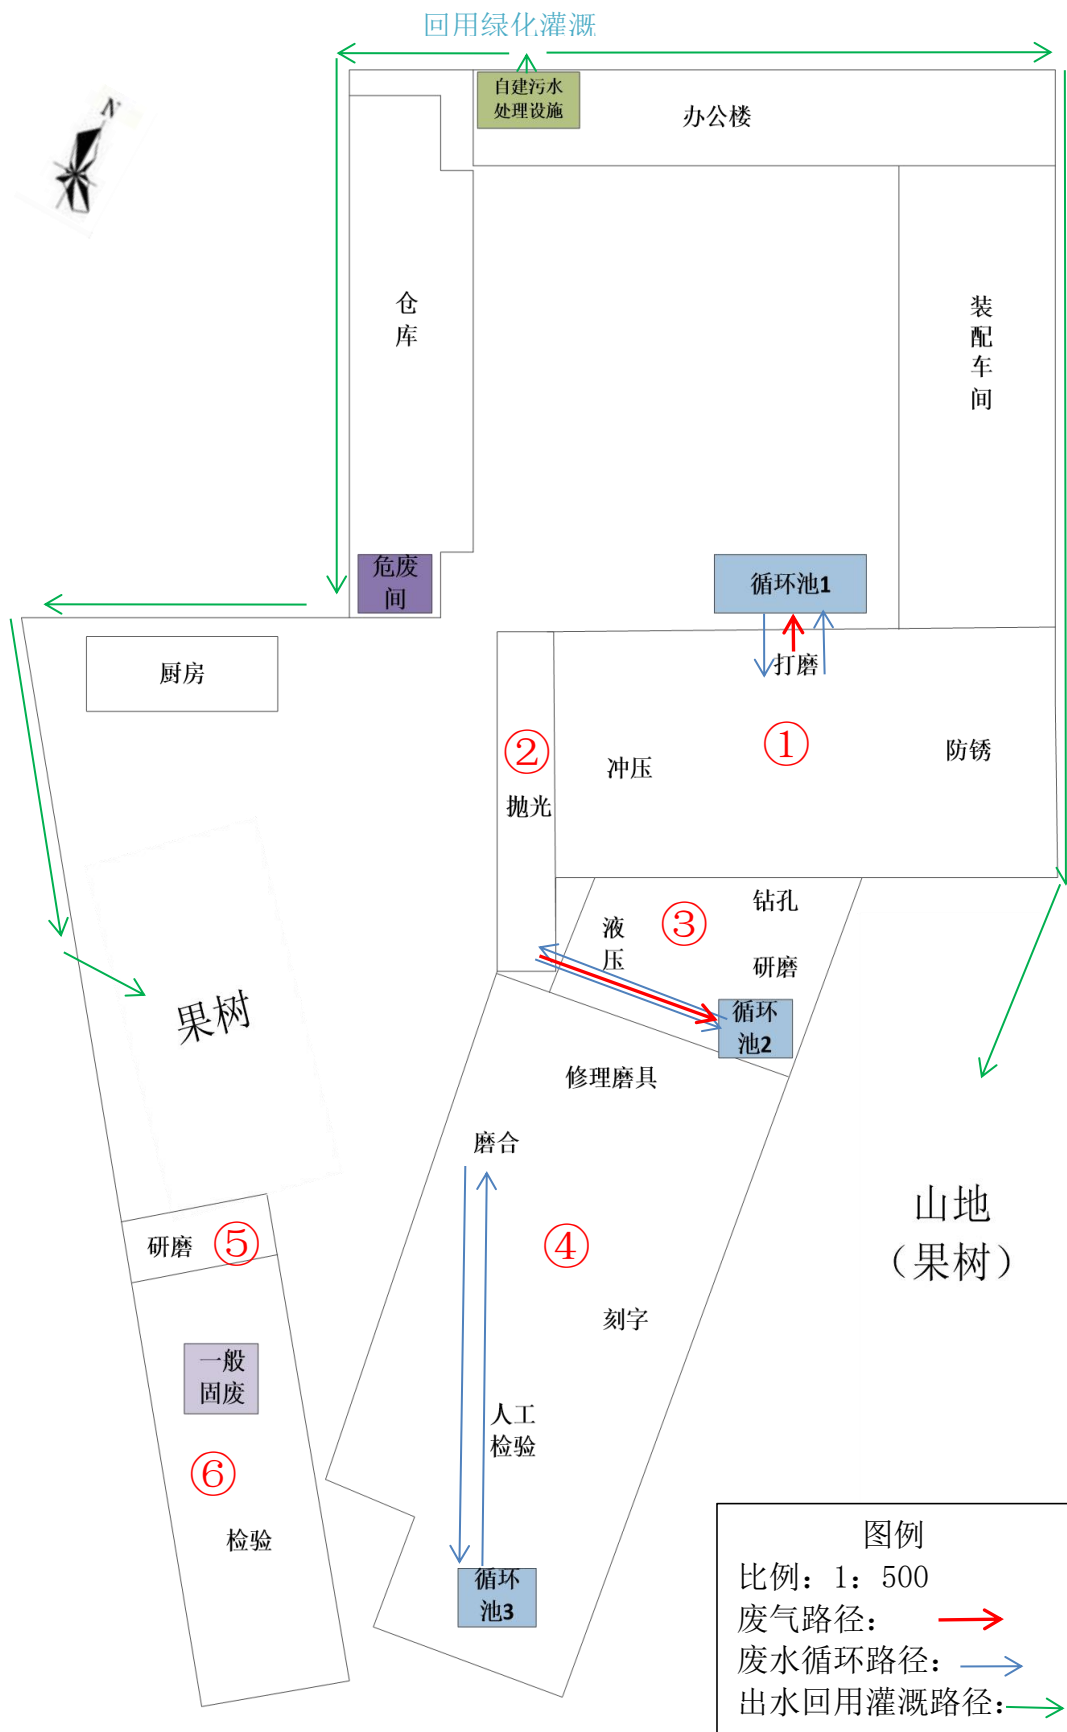 回用绿化灌溉
N
自建污水
处理设施
办公楼
仓
库
装
配
车
间
危废
间
循环池1
厨房
打磨
①
②
冲压
防锈
抛光
钻孔
③
液
压
研磨
循环
池2
果树
修理磨具
磨合
山地
（果树）
研磨
⑤
④
刻字
一般
固废
人工
检验
⑥
检验
循环
池3
图例
比例：1：500
废气路径：
废水循环路径：
出水回用灌溉路径：